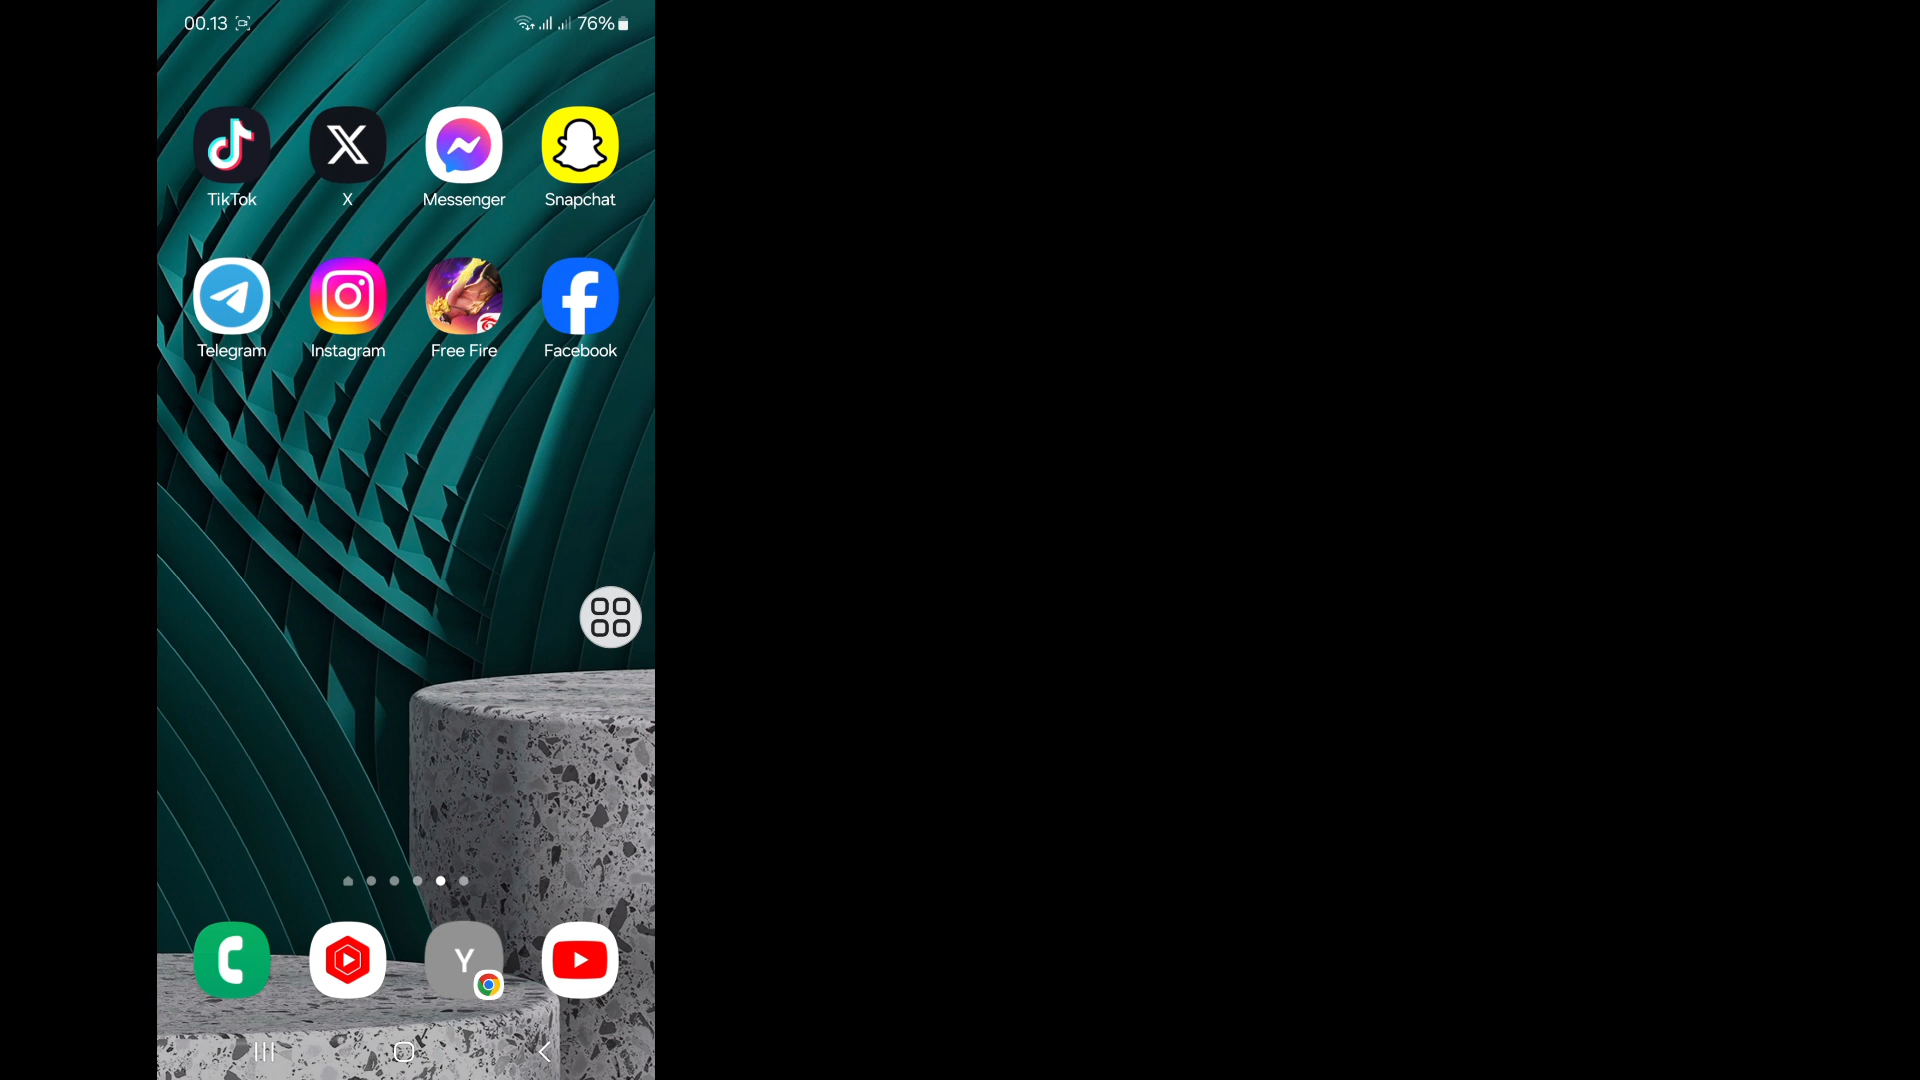 00.13
76%
TikTok
X
Messenger
Snapchat
Telegram
Instagram
Free Fire
Facebook
Y